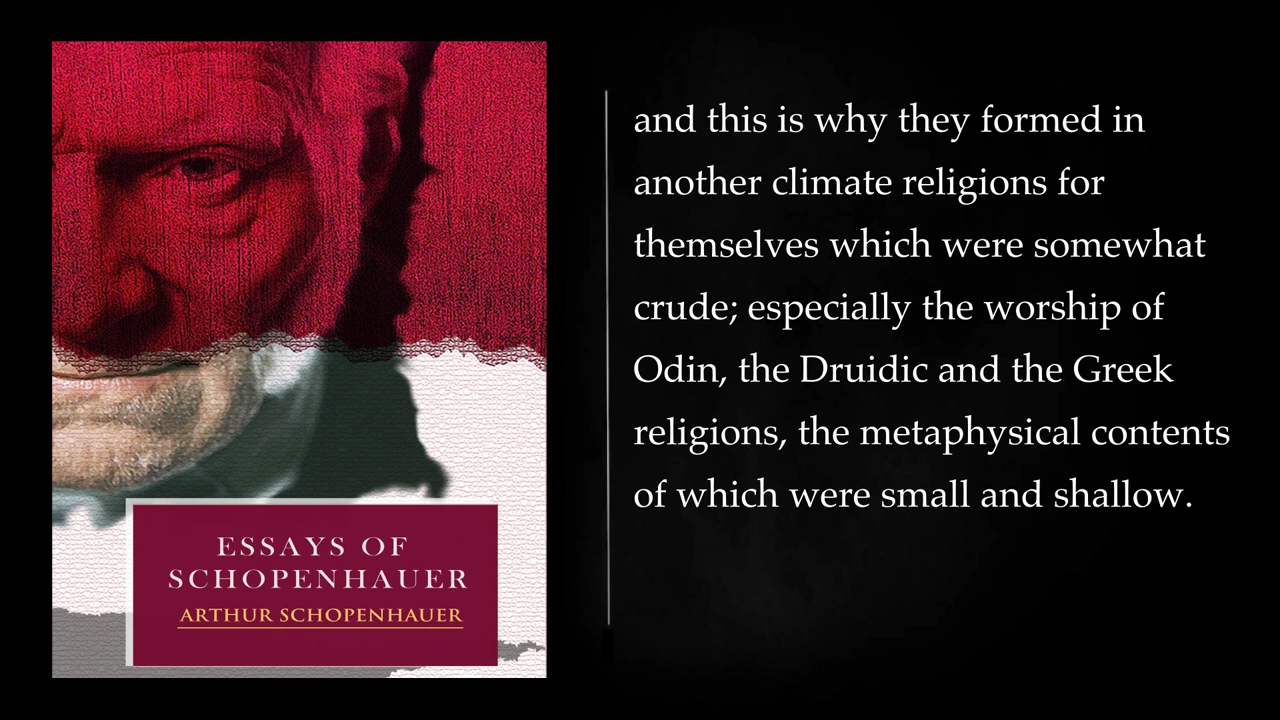 ESSAYS OF
SCHOPENHAUER
ARTHUR SCHOPENHAUER
and this is why they formed in
another climate religions for
themselves which were somewhat
crude; especially the worship of
Odin, the Druidic and the Greek
religions, the metaphysical contents
of which were small and shallow.